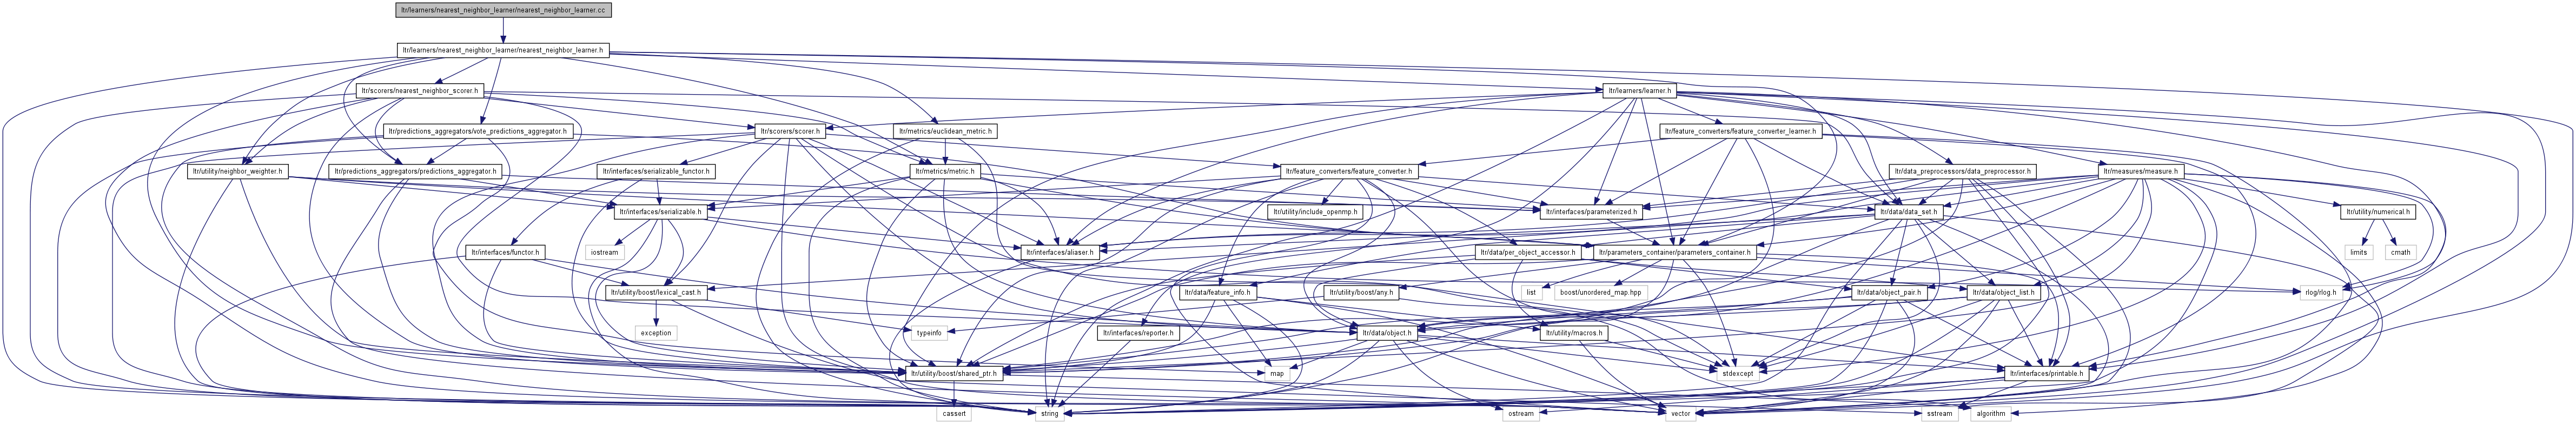 ltr/learners/nearest_neighbor_learner/nearest_neighbor_learner.cc
ltr/learners/nearest_neighbor_learner/nearest_neighbor_learner.h
ltr/scorers/nearest_neighbor_scorer.h
ltr/learners/learner.h
ltr/predictions_aggregators/vote_predictions_aggregator.h
ltr/scorers/scorer.h
ltr/metrics/euclidean_metric.h
ltr/feature_converters/feature_converter_learner.h
ltr/utility/neighbor_weighter.h
ltr/predictions_aggregators/predictions_aggregator.h
ltr/interfaces/serializable_functor.h
ltr/metrics/metric.h
ltr/feature_converters/feature_converter.h
ltr/data_preprocessors/data_preprocessor.h
ltr/measures/measure.h
ltr/interfaces/serializable.h
ltr/utility/include_openmp.h
ltr/interfaces/parameterized.h
ltr/data/data_set.h
ltr/utility/numerical.h
ltr/interfaces/functor.h
iostream
ltr/interfaces/aliaser.h
ltr/data/per_object_accessor.h
ltr/parameters_container/parameters_container.h
limits
cmath
ltr/utility/boost/lexical_cast.h
ltr/data/feature_info.h
ltr/utility/boost/any.h
list
boost/unordered_map.hpp
ltr/data/object_pair.h
ltr/data/object_list.h
rlog/rlog.h
exception
typeinfo
ltr/interfaces/reporter.h
ltr/data/object.h
ltr/utility/macros.h
ltr/utility/boost/shared_ptr.h
map
stdexcept
ltr/interfaces/printable.h
cassert
string
ostream
vector
sstream
algorithm